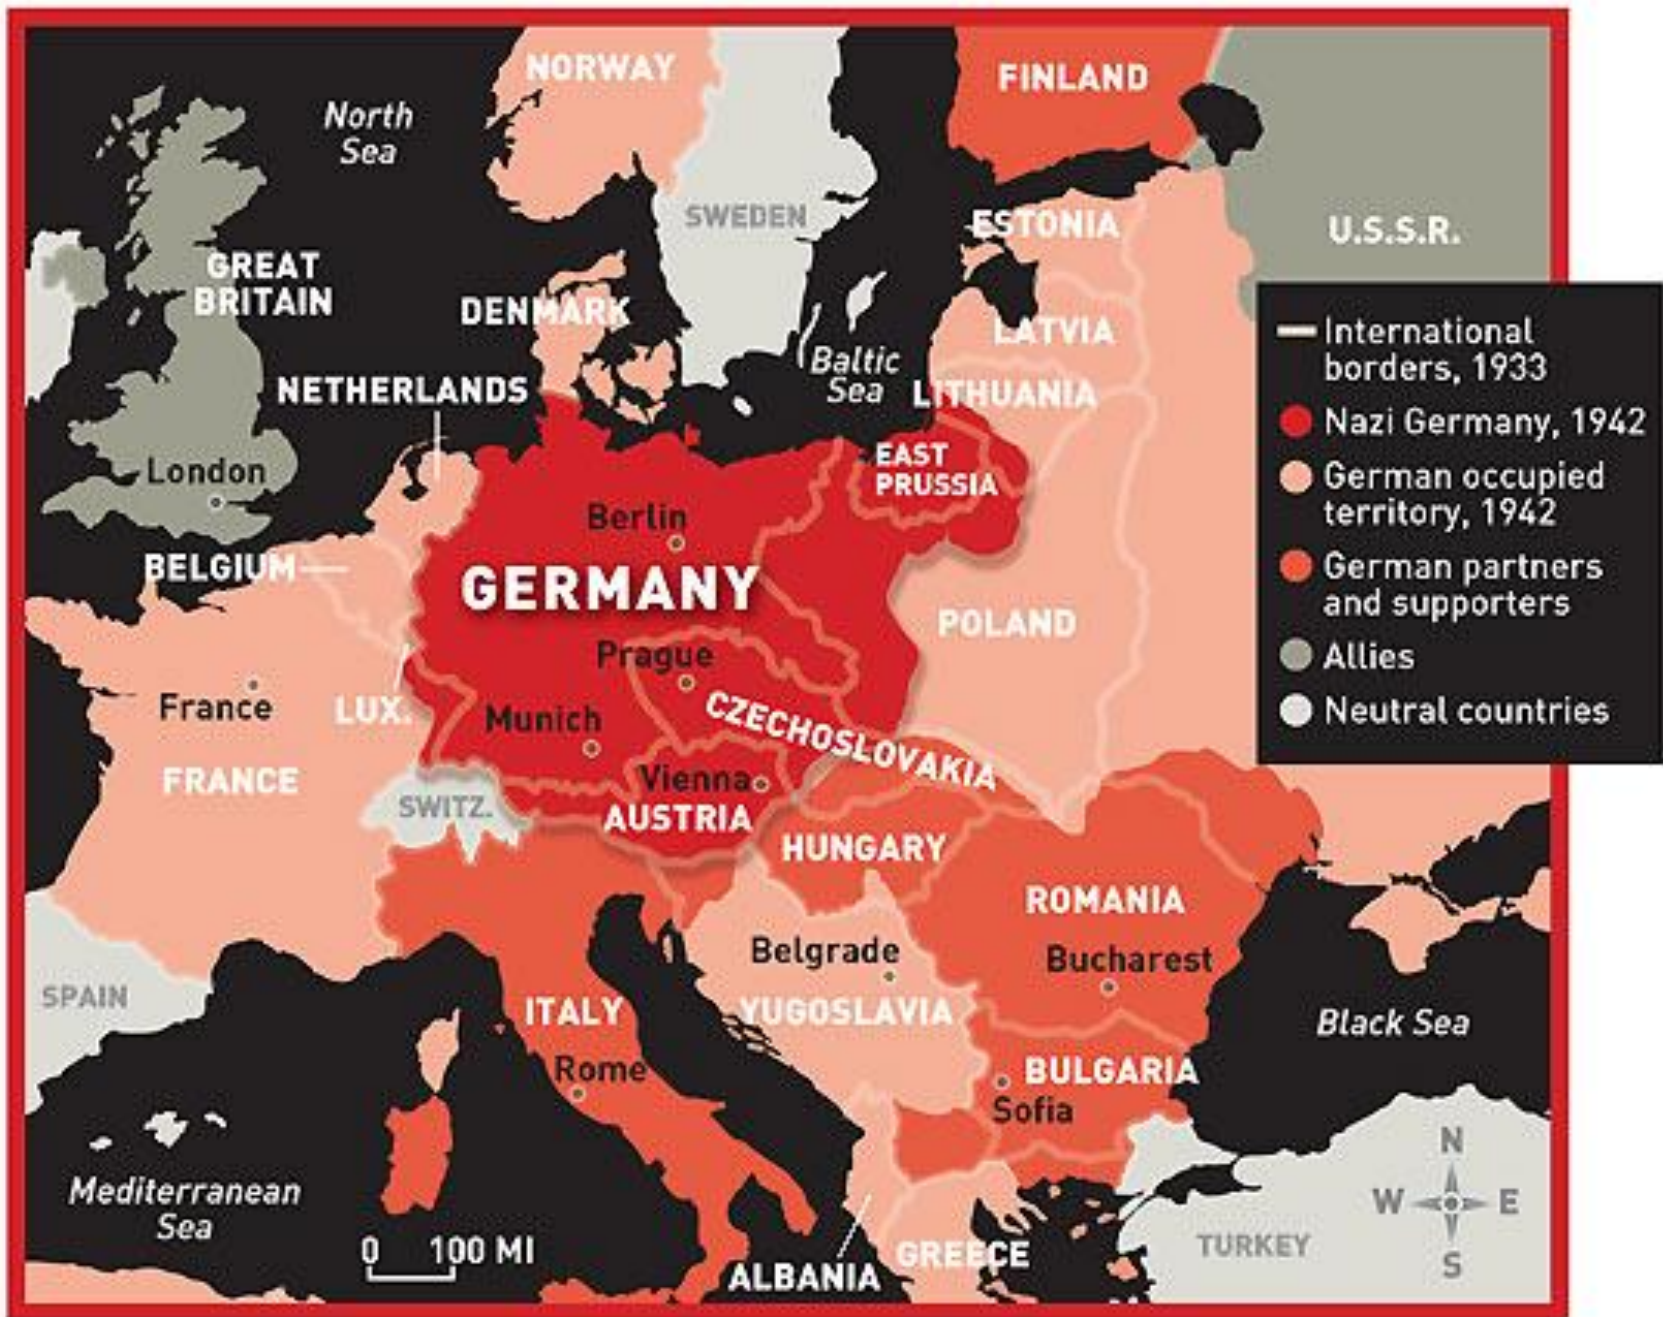 NORWAY
FINLAND
North
Sea
SWEDEN
ESTONIA
U.S.S.R.
GREAT
BRITAIN
DENMARK
LATVIA
Baltic
Sea
NETHERLANDS
LITHUANIA
London
EAST
PRUSSIA
Berlin
BELGIUM
GERMANY
POLAND
Prague
France
LUX.
Munich
CZECHOSLOVAKIA
FRANCE
Vienna
SWITZ.
AUSTRIA
HUNGARY
ROMANIA
Belgrade
Bucharest
SPAIN
ITALY
YUGOSLAVIA
Black Sea
Rome
BULGARIA
Sofia
Mediterranean
Sea
0 100 MI
ALBANIA
GREECE
TURKEY
N
W E
S
International
borders, 1933
Nazi Germany, 1942
German occupied
territory, 1942
German partners
and supporters
Allies
Neutral countries